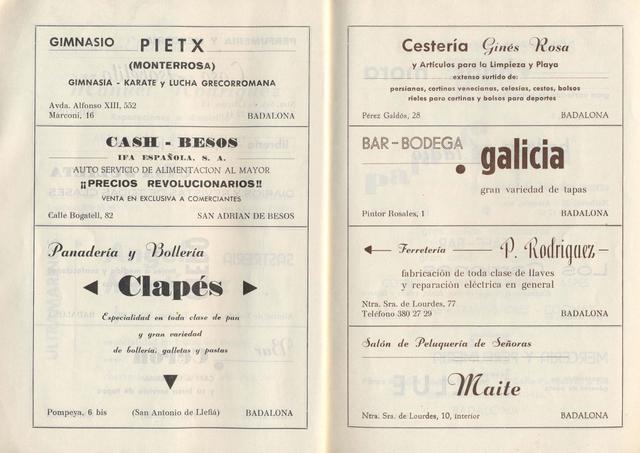 GIMNASIO PIETX
(MONTERROSA)
GIMNASIA - KARATE y LUCHA GRECORROMANA
Avda. Alfonso XIII, 552
Marconi, 16 BADALONA
CASH - BESOS
IFA ESPAÑOLA, S. A.
AUTO SERVICIO DE ALIMENTACION AL MAYOR
¡¡PRECIOS REVOLUCIONARIOS!!
VENTA EN EXCLUSIVA A COMERCIANTES
Calle Bogatell, 82 SAN ADRIAN DE BESOS
Panadería y Bollería
Clapés
Especialidad en toda clase de pan
y gran variedad
de bollería, galletas y pastas
Pompeya, 6 bis (San Antonio de Llefiá) BADALONA
Cestería Ginés Rosa
y Artículos para la Limpieza y Playa
extenso surtido de:
persianas, cortinas venecianas, celosías, cestos, bolsos
rieles para cortinas y bolsos para deportes
Pérez Galdós, 28 BADALONA
BAR - BODEGA
. galicia
gran variedad de tapas
Pintor Rosales, 1 BADALONA
Ferretería P. Rodriguez
fabricación de toda clase de llaves
y reparación eléctrica en general
Ntra. Sra. de Lourdes, 77
Teléfono 380 27 29 BADALONA
Salón de Peluquería de Señoras
Maite
Ntra. Sra. de Lourdes, 10, interior BADALONA